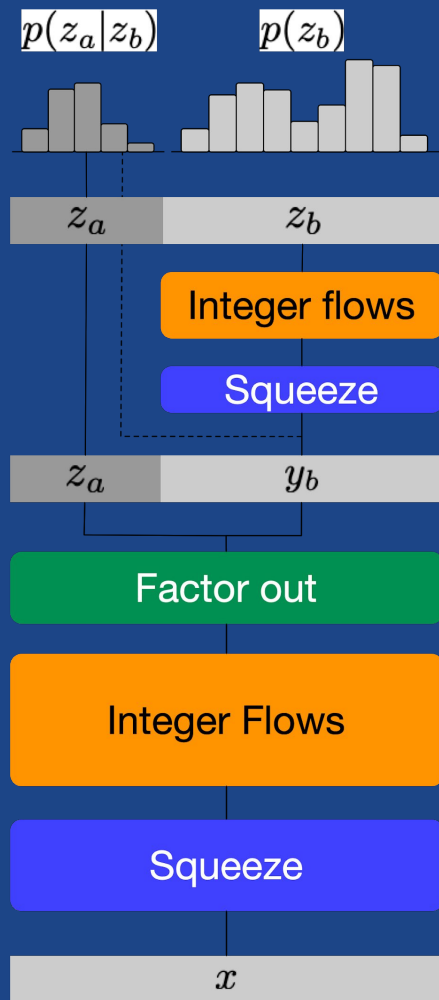 p(z_a|z_b) p(z_b)
z_a z_b
Integer flows
Squeeze
z_a y_b
Factor out
Integer Flows
Squeeze
x